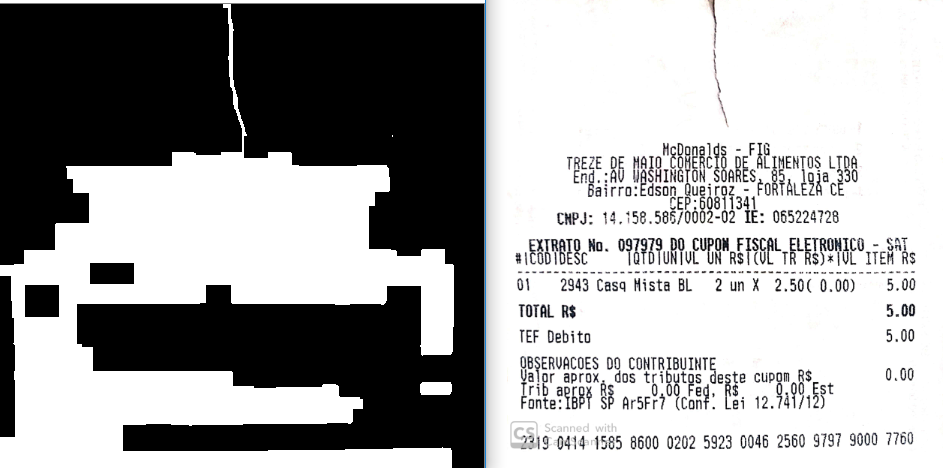 McDonalds - FIG
TREZE DE MAIO COMERCIO DE ALIMENTOS LTDA
End.:AV WASHINGTON SOARES, 85, loja 330
Bairro:Edson Queiroz - FORTALEZA CE
CEP:60811341
CNPJ: 14.158.586/0002-02 IE: 065224728
EXTRATO No. 097979 DO CUPOM FISCAL ELETRONICO - SAT
#|COD|DESC |QTD|UN|VL UN R$|(VL TR R$)*|VL ITEM R$
01 2943 Casq Mista BL 2 un X 2.50( 0.00) 5.00
TOTAL R$ 5.00
TEF Debito 5.00
OBSERVACOES DO CONTRIBUINTE
Valor aprox. dos tributos deste cupom R$ 0.00
Trib aprox R$ 0,00 Fed, R$ 0,00 Est
Fonte:IBPT SP Ar5Fr7 (Conf. Lei 12.741/12)
CS Scanned with
2319 0414 1585 8600 0202 5923 0046 2560 9797 9000 7760